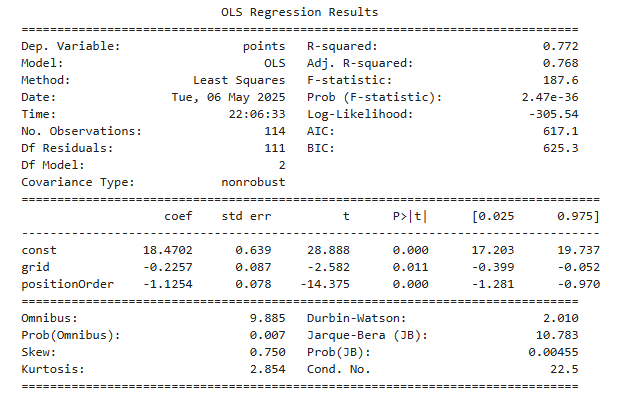 OLS Regression Results
==============================================================================
Dep. Variable:                 points   R-squared:                       0.772
Model:                            OLS   Adj. R-squared:                  0.768
Method:                 Least Squares   F-statistic:                     187.6
Date:                Tue, 06 May 2025   Prob (F-statistic):           2.47e-36
Time:                        22:06:33   Log-Likelihood:                -305.54
No. Observations:                 114   AIC:                             617.1
Df Residuals:                     111   BIC:                             625.3
Df Model:                           2
Covariance Type:            nonrobust
=================================================================================
                    coef    std err          t      P>|t|      [0.025      0.975]
---------------------------------------------------------------------------------
const            18.4702      0.639     28.888      0.000      17.203      19.737
grid             -0.2257      0.087     -2.582      0.011      -0.399      -0.052
positionOrder    -1.1254      0.078    -14.375      0.000      -1.281      -0.970
==============================================================================
Omnibus:                        9.885   Durbin-Watson:                   2.010
Prob(Omnibus):                  0.007   Jarque-Bera (JB):               10.783
Skew:                           0.750   Prob(JB):                      0.00455
Kurtosis:                       2.854   Cond. No.                         22.5
==============================================================================